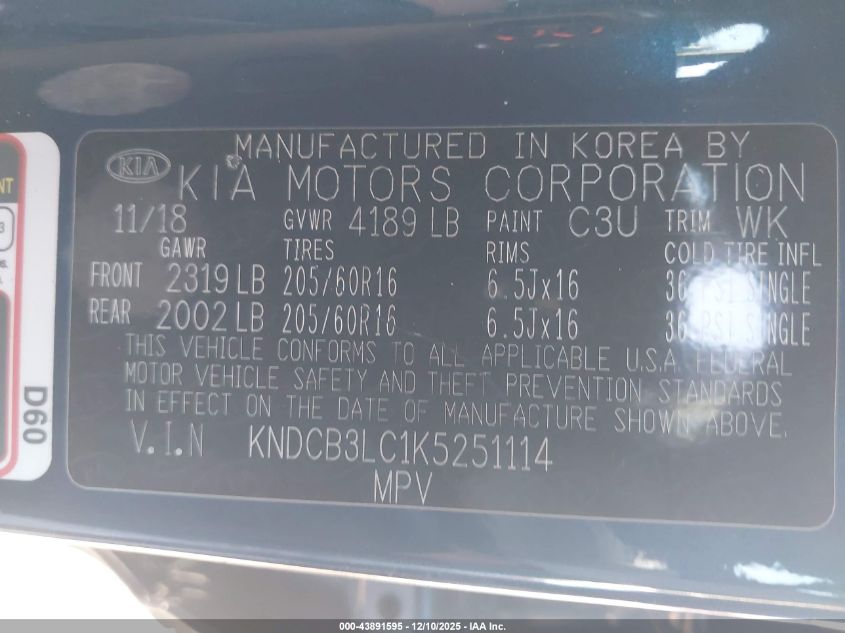 MANUFACTURED IN KOREA BY
KIA KIA MOTORS CORPORATION
11/18 GVWR 4189 LB PAINT C3U TRIM WK
GAWR TIRES RIMS COLD TIRE INFL
FRONT 2319 LB 205/60R16 6.5Jx16 36 PSI SINGLE
REAR 2002 LB 205/60R16 6.5Jx16 36 PSI SINGLE
THIS VEHICLE CONFORMS TO ALL APPLICABLE U.S.A. FEDERAL
MOTOR VEHICLE SAFETY AND THEFT PREVENTION STANDARDS
IN EFFECT ON THE DATE OF MANUFACTURE SHOWN ABOVE.
V.I.N KNDCB3LC1K5251114
MPV
D60
000-43891595 - 12/10/2025 - IAA Inc.